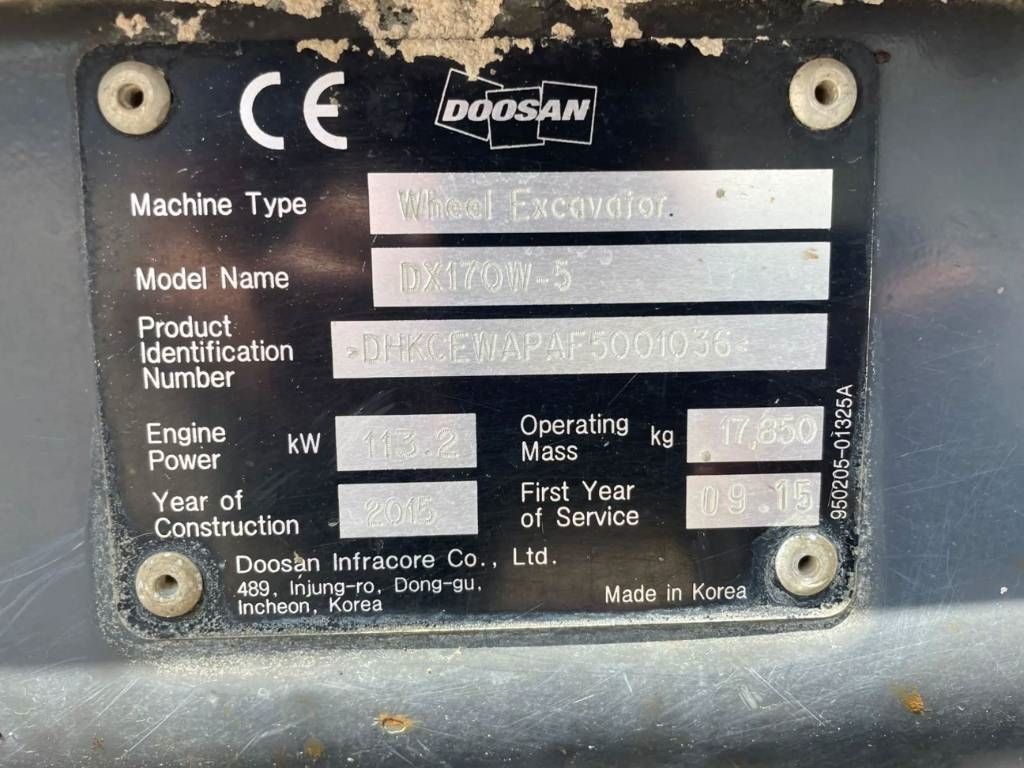 CE DOOSAN
Machine Type Wheel Excavator
Model Name DX170W-5
Product
Identification
Number
>DHKCEWAPAF5001036<
Engine
Power
kW 113.2
Operating
Mass
kg 17,850
Year of
Construction
2015
First Year
of Service
09.15
Doosan Infracore Co., Ltd.
489, Injung-ro, Dong-gu,
Incheon, Korea
Made in Korea
950205-01325A